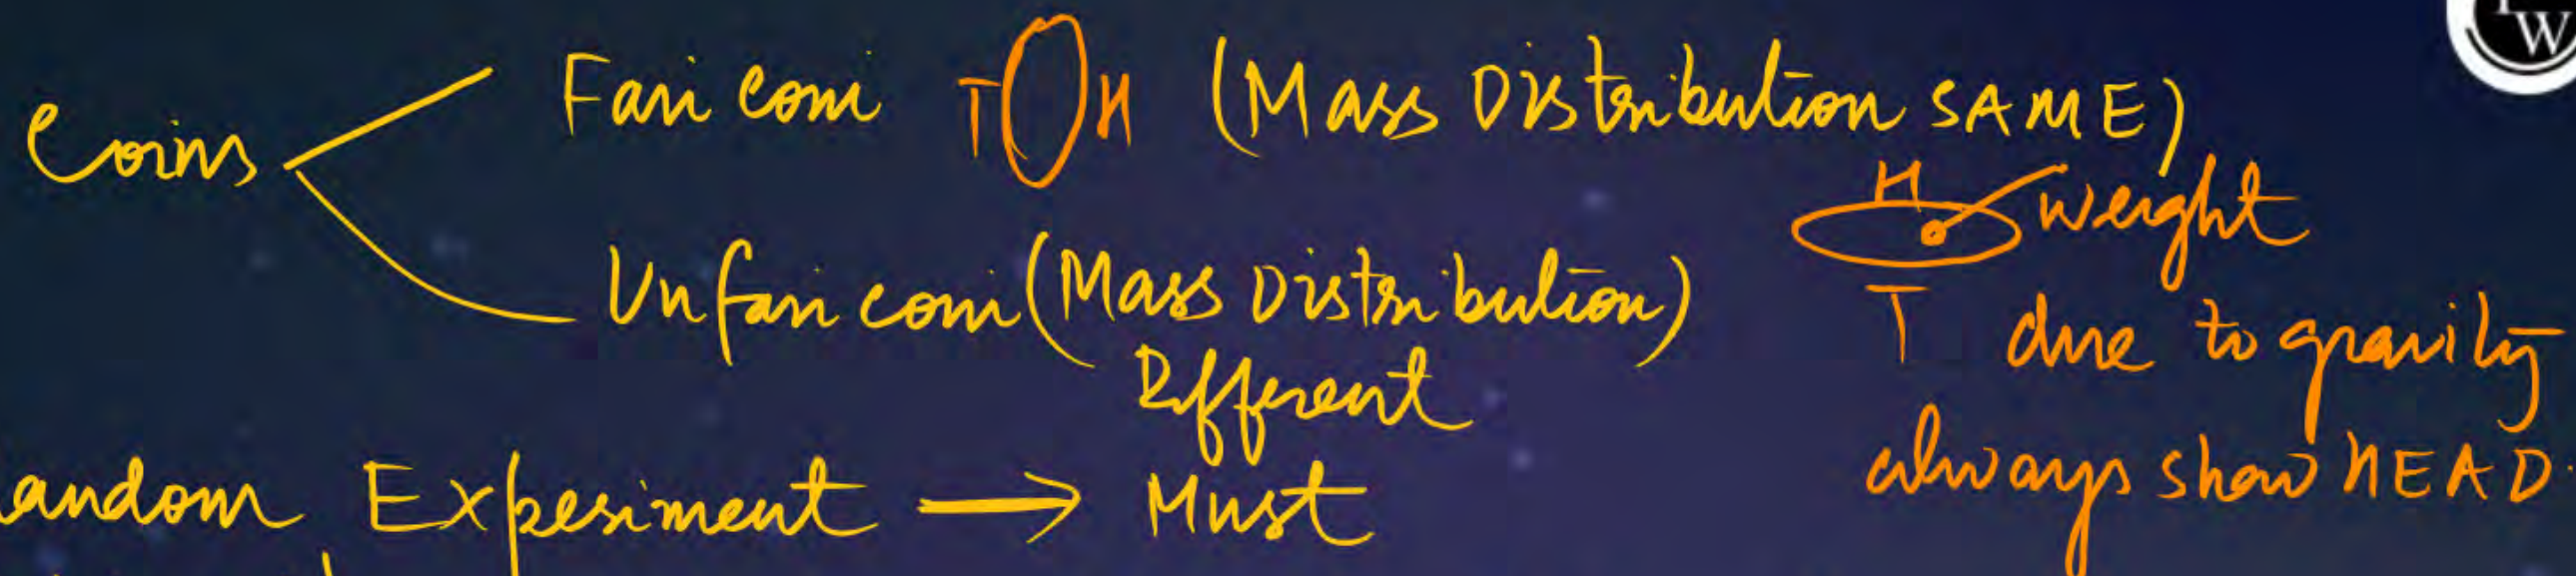 Coins Fair coin T H (Mass Distribution SAME)
H weight
Unfair coin (Mass Distribution)
Different
T due to gravity
always show HEAD.
andom Experiment → Must
W